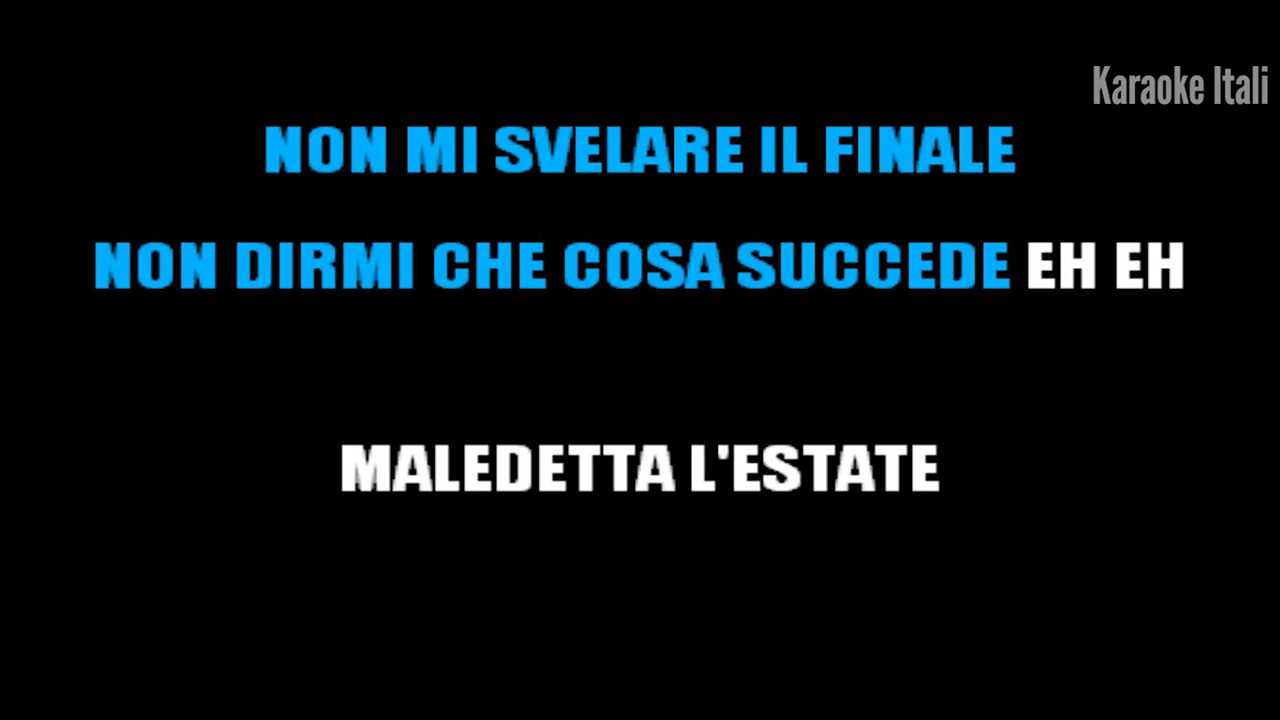 Karaoke Itali
NON MI SVELARE IL FINALE
NON DIRMI CHE COSA SUCCEDE EH EH
MALEDETTA L'ESTATE